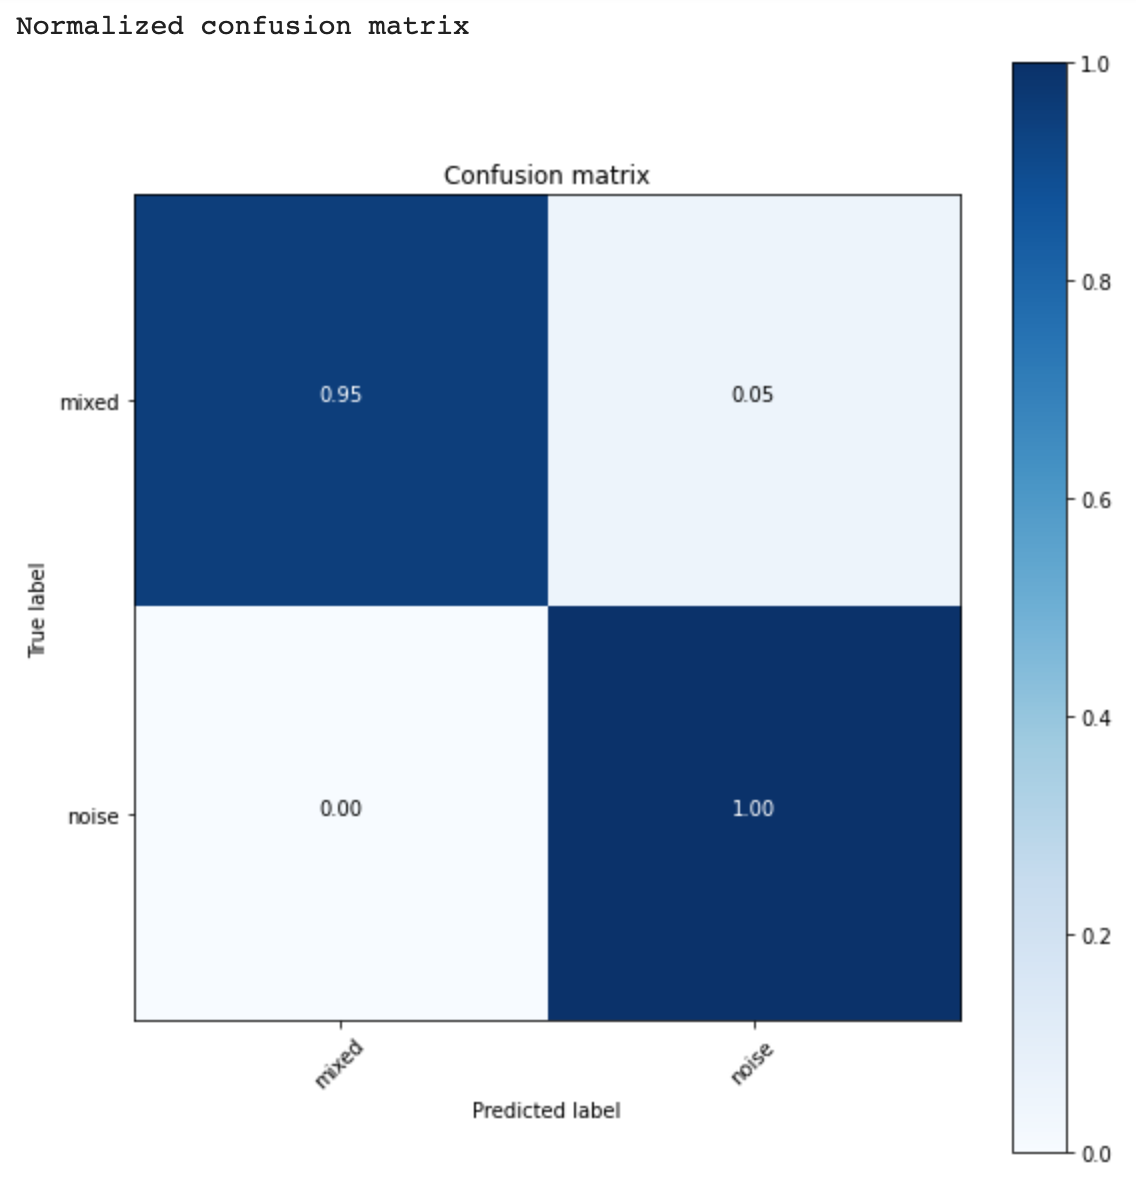 Normalized confusion matrix
Confusion matrix
1.0
0.8
0.6
0.4
0.2
0.0
True label
mixed
0.95
0.05
noise
0.00
1.00
mixed
noise
Predicted label